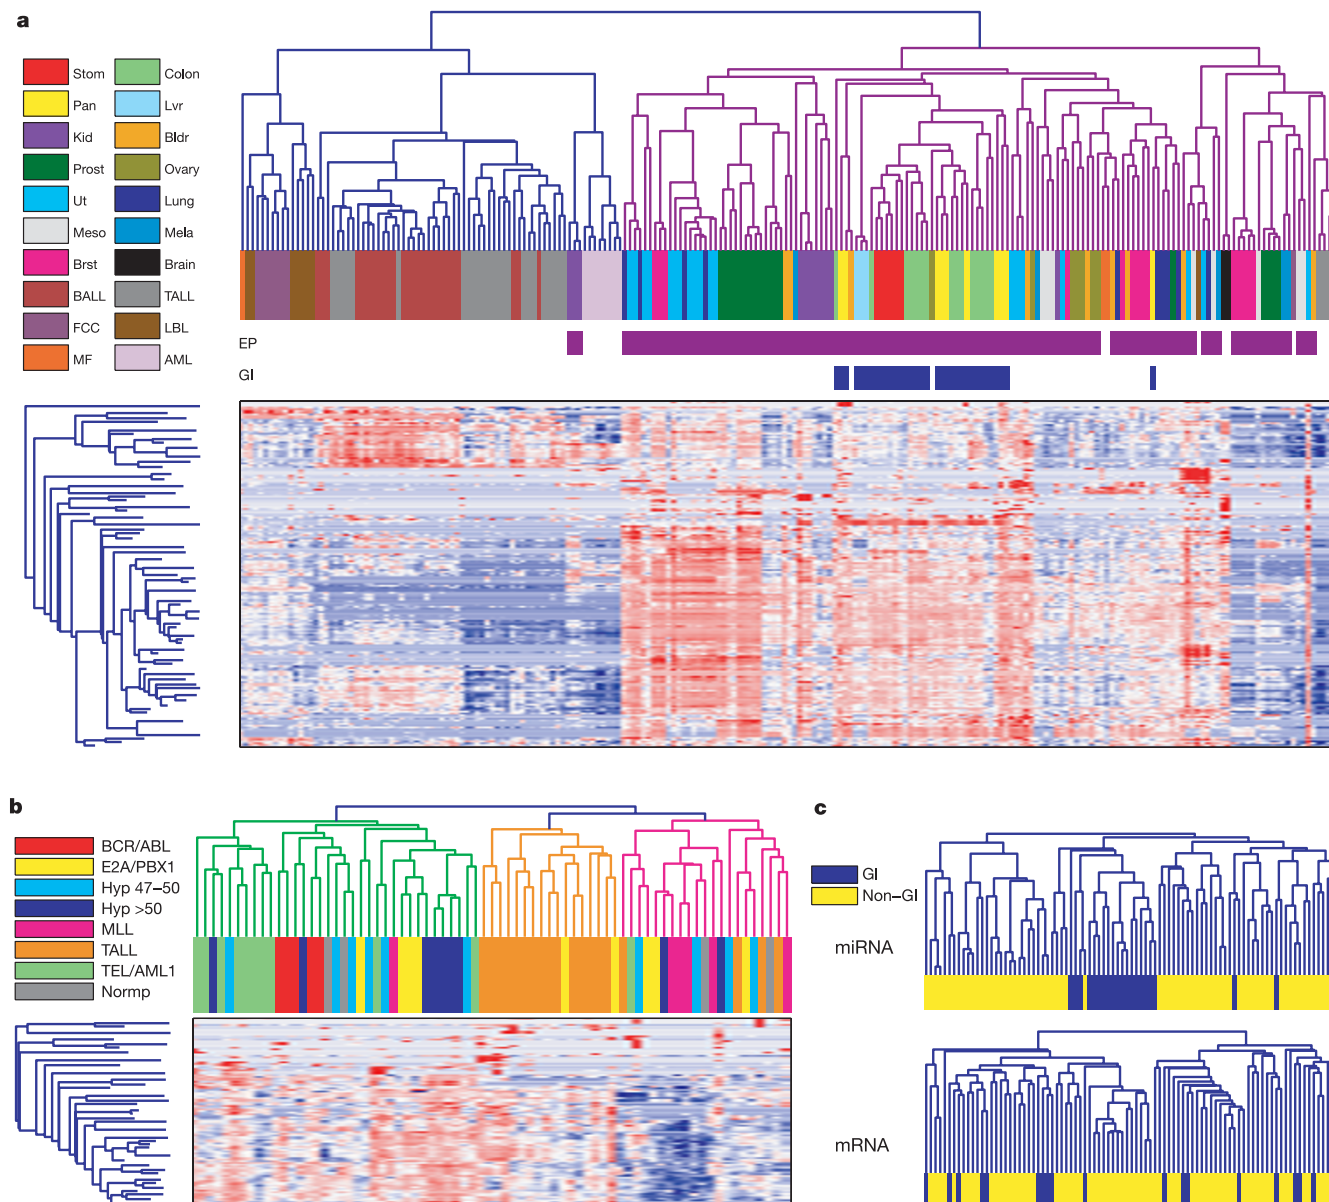 a
Stom Colon
Pan Lvr
Kid Bldr
Prost Ovary
Ut Lung
Meso Mela
Brst Brain
BALL TALL
FCC LBL
MF AML
EP
GI
b
BCR/ABL
E2A/PBX1
Hyp 47–50
Hyp >50
MLL
TALL
TEL/AML1
Normp
c
GI
Non–GI
miRNA
mRNA